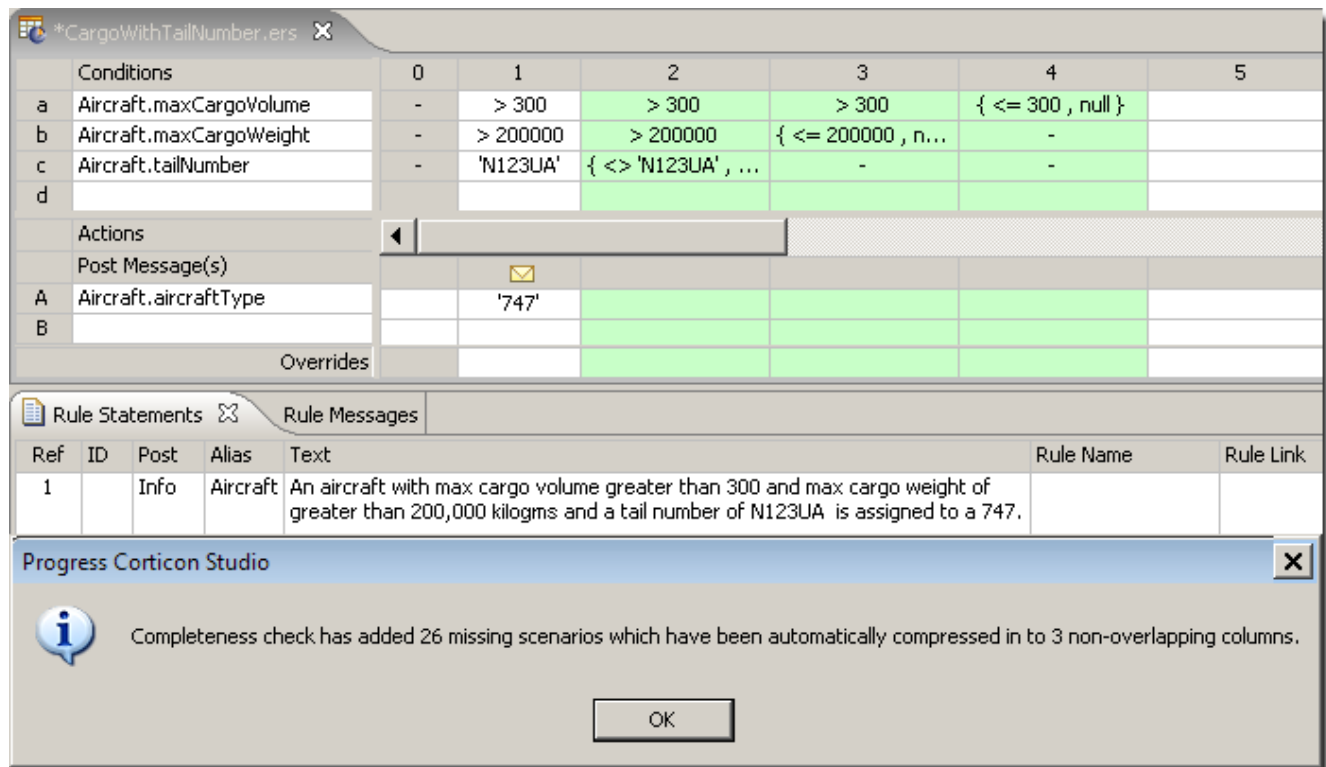 *CargoWithTailNumber.ers
Conditions 0 1 2 3 4 5
a Aircraft.maxCargoVolume - > 300 > 300 > 300 { <= 300 , null }
b Aircraft.maxCargoWeight - > 200000 > 200000 { <= 200000 , n... -
c Aircraft.tailNumber - 'N123UA' { <> 'N123UA' , ... - -
d
Actions
Post Message(s)
A Aircraft.aircraftType '747'
B
Overrides
Rule Statements Rule Messages
Ref ID Post Alias Text Rule Name Rule Link
1 Info Aircraft An aircraft with max cargo volume greater than 300 and max cargo weight of
greater than 200,000 kilogms and a tail number of N123UA is assigned to a 747.
Progress Corticon Studio
Completeness check has added 26 missing scenarios which have been automatically compressed in to 3 non-overlapping columns.
OK